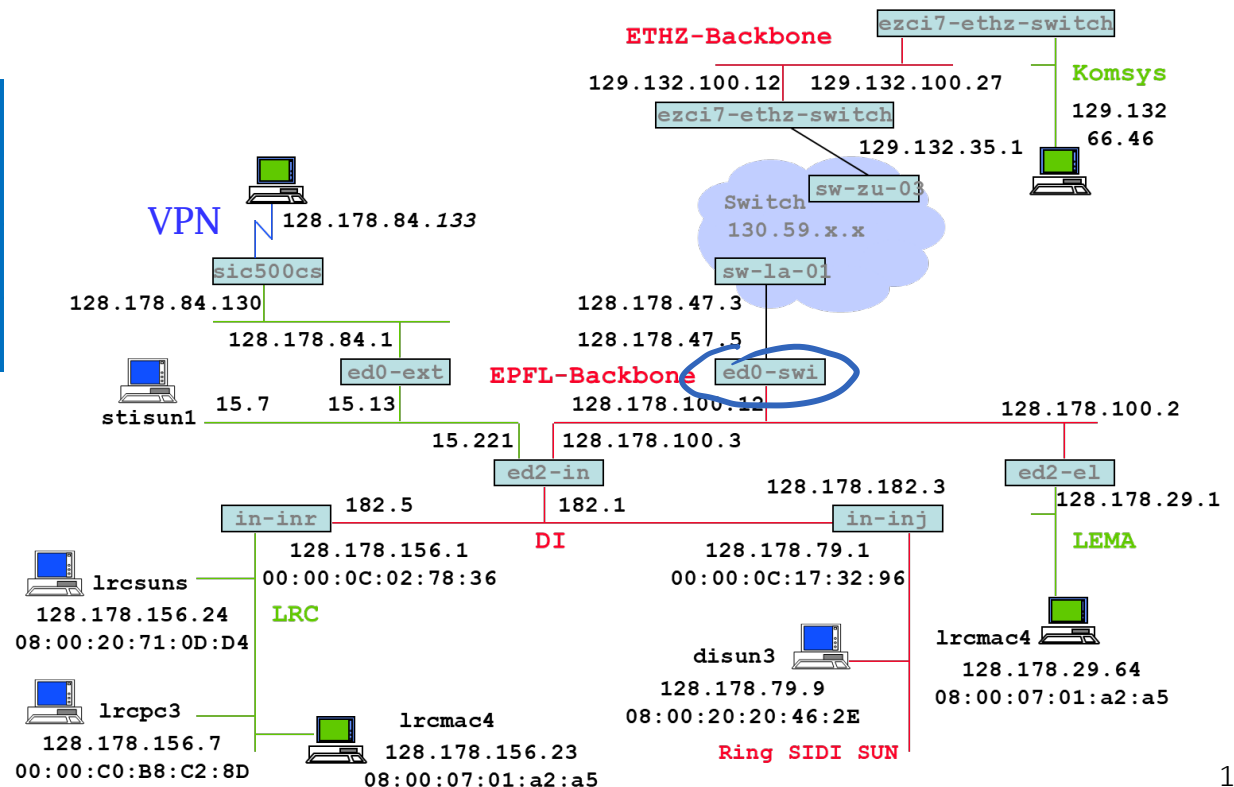 ezci7-ethz-switch
ETHZ-Backbone
Komsys
129.132.100.12 129.132.100.27
129.132
66.46
ezci7-ethz-switch
129.132.35.1
sw-zu-03
Switch
130.59.x.x
VPN
128.178.84.133
sic500cs
sw-la-01
128.178.84.130
128.178.47.3
128.178.84.1
128.178.47.5
ed0-ext
EPFL-Backbone
ed0-swi
stisun1
15.7
15.13
128.178.100.12
128.178.100.2
15.221
128.178.100.3
ed2-in
ed2-el
128.178.182.3
128.178.29.1
182.5
182.1
in-inr
in-inj
DI
LEMA
128.178.156.1
00:00:0C:02:78:36
128.178.79.1
00:00:0C:17:32:96
lrcsuns
128.178.156.24
08:00:20:71:0D:D4
LRC
lrcmac4
128.178.29.64
08:00:07:01:a2:a5
disun3
128.178.79.9
08:00:20:20:46:2E
lrcpc3
128.178.156.7
00:00:C0:B8:C2:8D
lrcmac4
128.178.156.23
08:00:07:01:a2:a5
Ring SIDI SUN
1